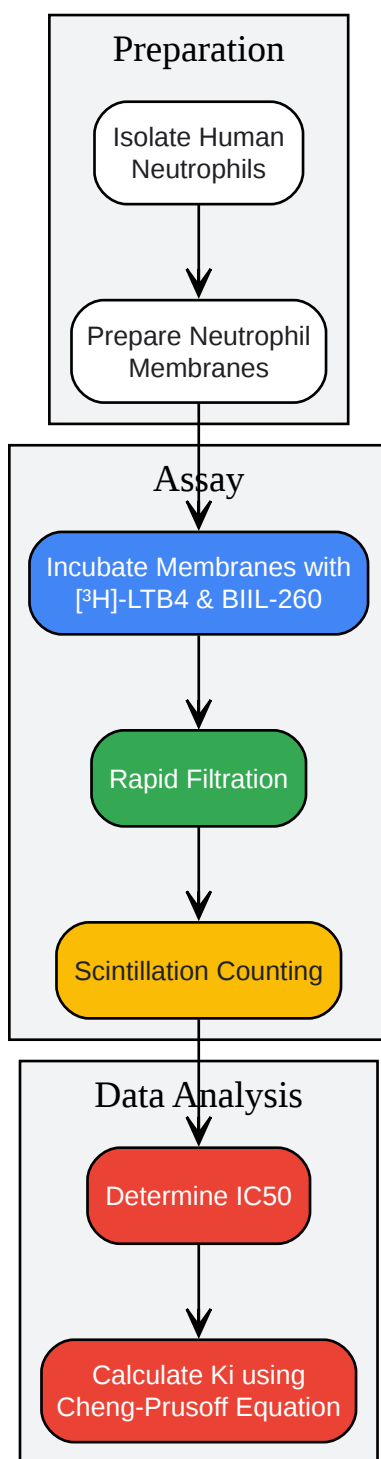 Preparation
Isolate Human
Neutrophils
Prepare Neutrophil
Membranes
Assay
Incubate Membranes with
[³H]-LTB4 & BIIL-260
Rapid Filtration
Scintillation Counting
Data Analysis
Determine IC50
Calculate Ki using
Cheng-Prusoff Equation